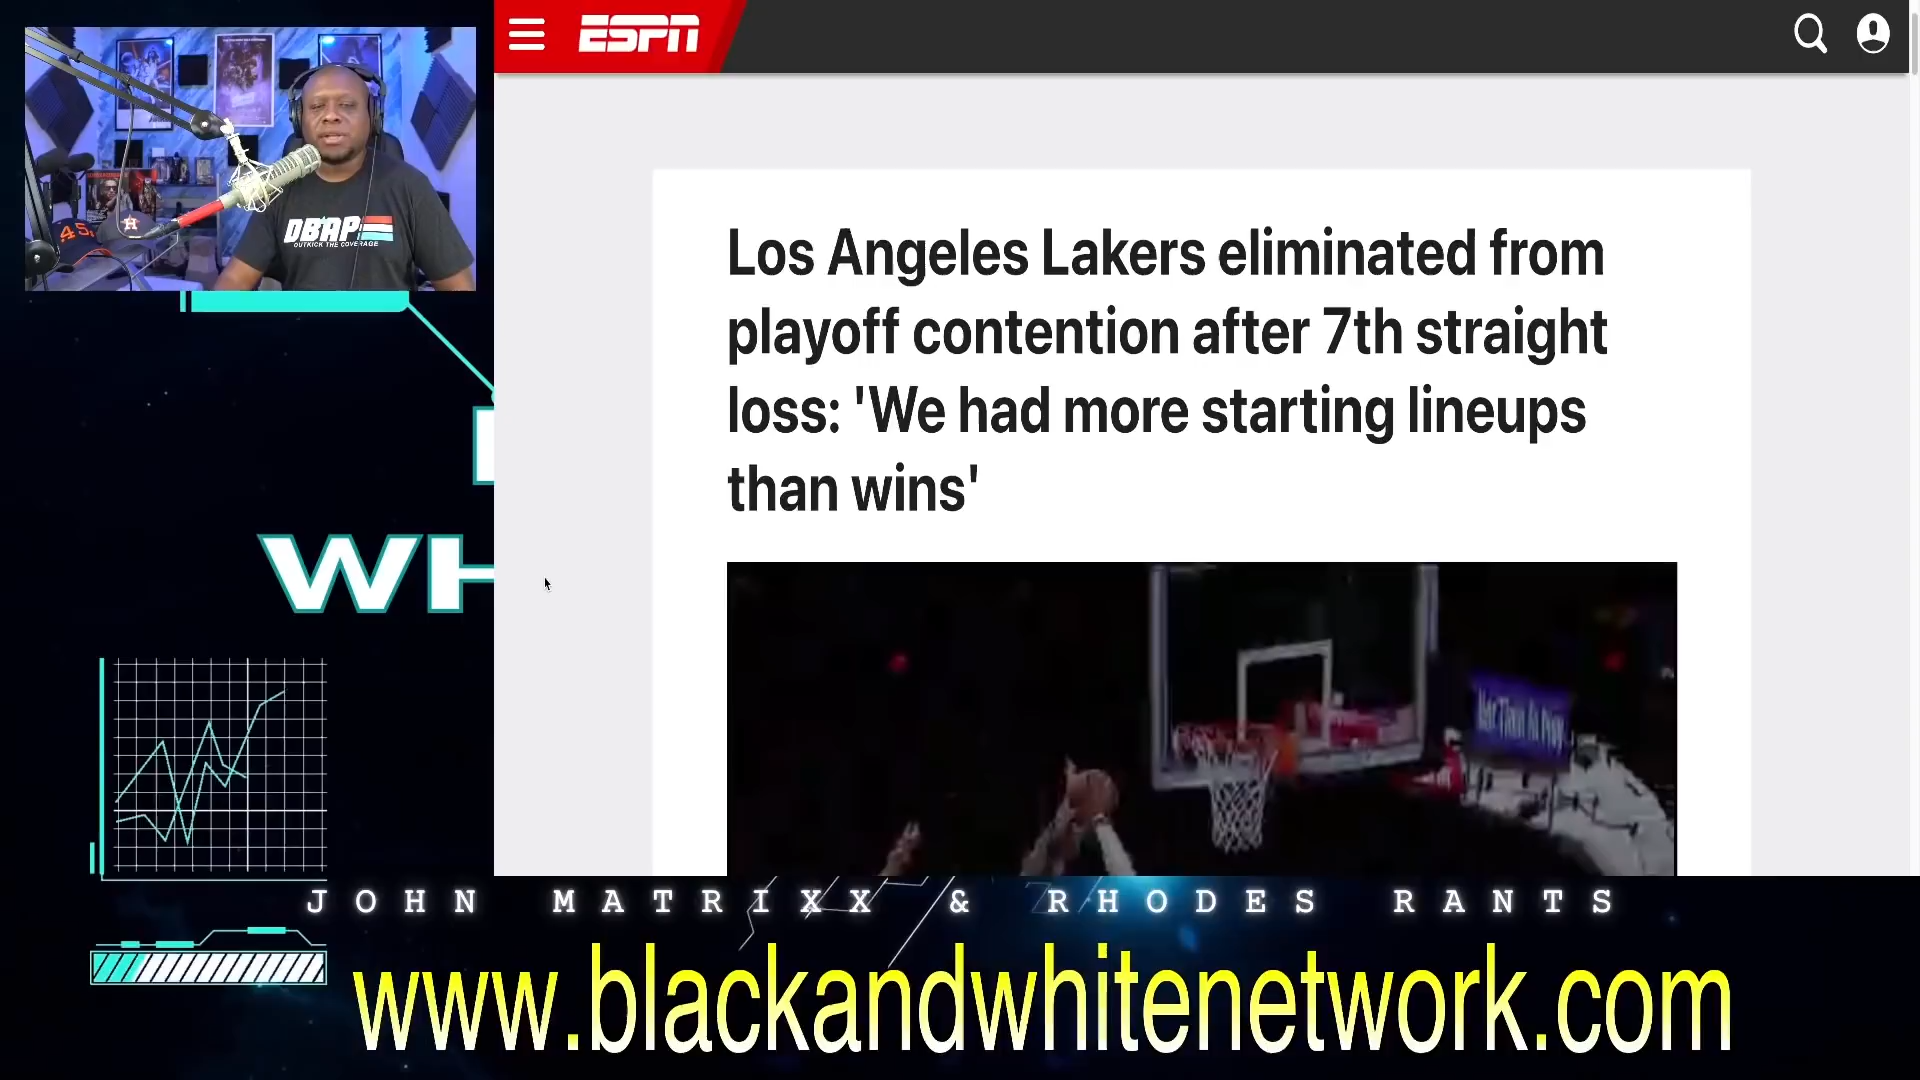 ESPN
Los Angeles Lakers eliminated from
playoff contention after 7th straight
loss: 'We had more starting lineups
than wins'
DBAP
OUTKICK THE COVERAGE
45
H
WH
JOHN MATRIXX & RHODES RANTS
www.blackandwhitenetwork.com